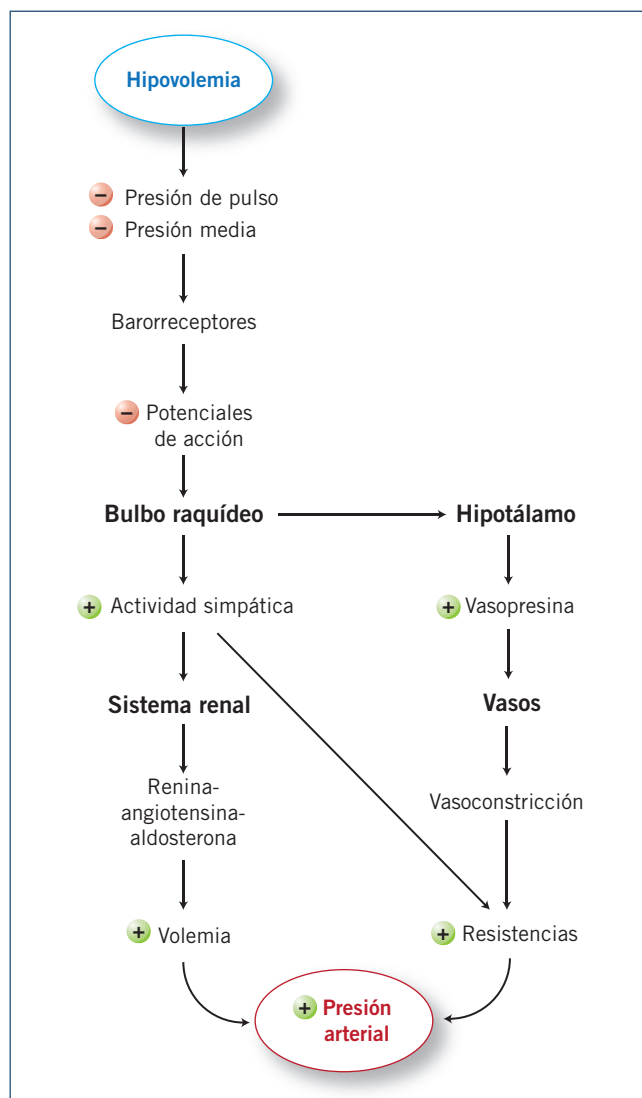 Hipovolemia
− Presión de pulso
− Presión media
Barorreceptores
− Potenciales
de acción
Bulbo raquídeo
Hipotálamo
+ Actividad simpática
+ Vasopresina
Sistema renal
Vasos
Renina-
angiotensina-
aldosterona
Vasoconstricción
+ Volemia
+ Resistencias
+ Presión
arterial